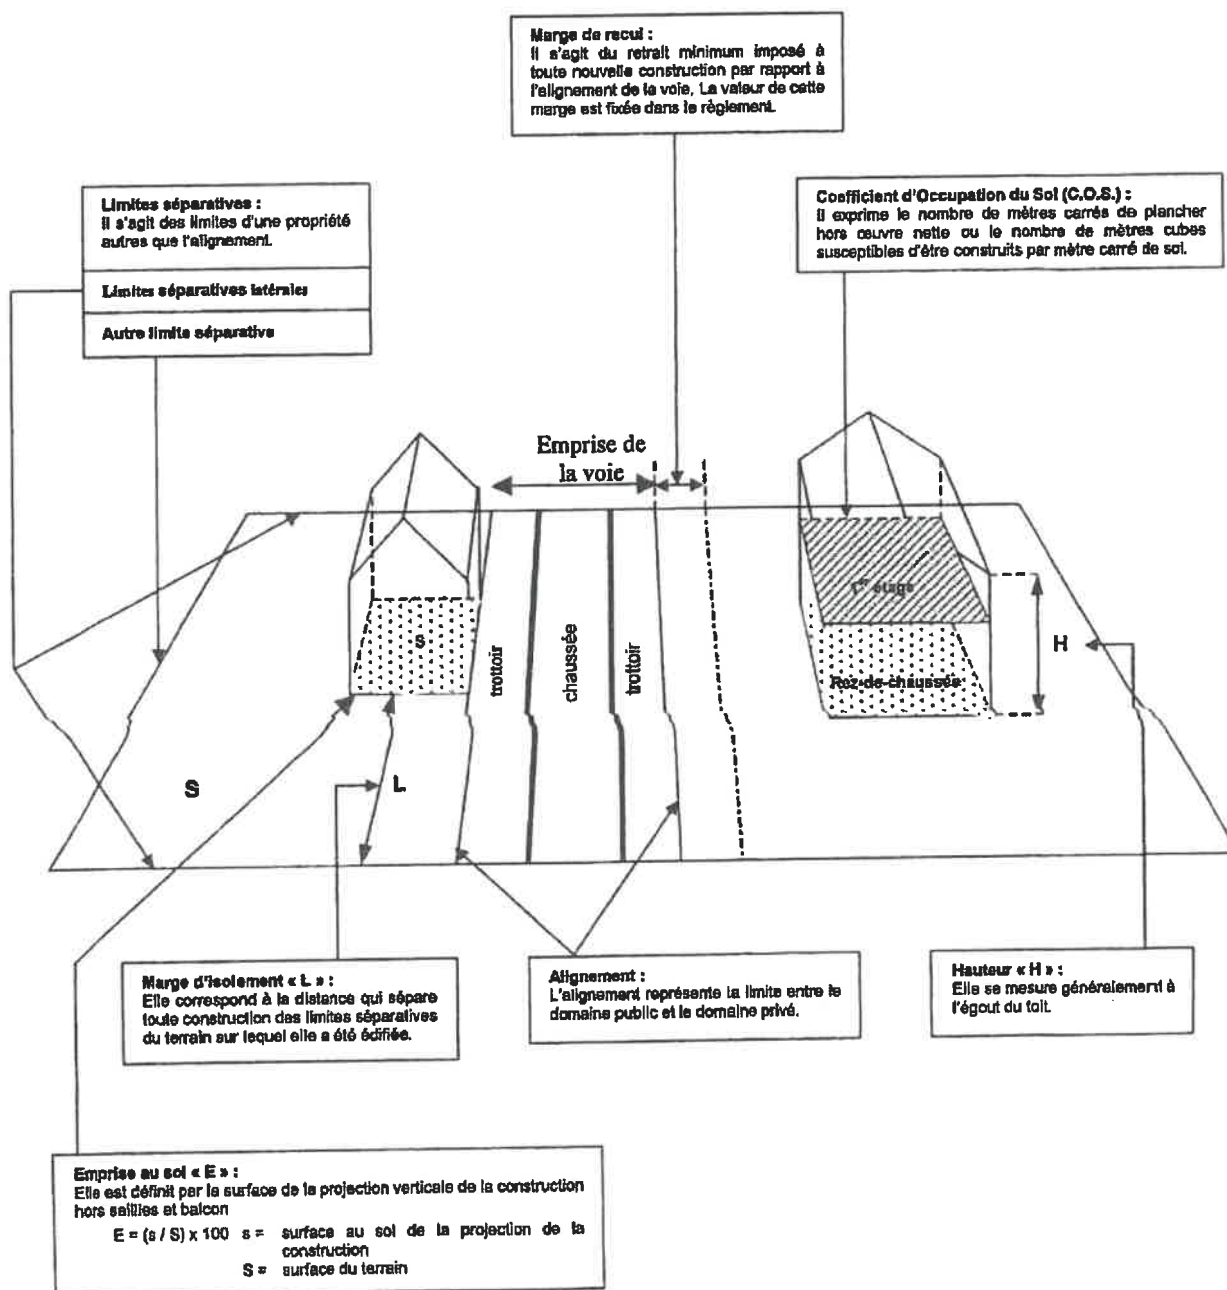 Marge de recul :
Il s'agit du retrait minimum imposé à
toute nouvelle construction par rapport à
l'alignement de la voie. La valeur de cette
marge est fixée dans le règlement.
Limites séparatives :
Il s'agit des limites d'une propriété
autres que l'alignement.
Limites séparatives latérales
Autre limite séparative
Coefficient d'Occupation du Sol (C.O.S.) :
Il exprime le nombre de mètres carrés de plancher
hors œuvre nette ou le nombre de mètres cubes
susceptibles d'être construits par mètre carré de sol.
Emprise de
la voie
s
trottoir
chaussée
trottoir
1er étage
Rez-de-chaussée
H
S
L
Marge d'isolement « L » :
Elle correspond à la distance qui sépare
toute construction des limites séparatives
du terrain sur lequel elle a été édifiée.
Alignement :
L'alignement représente la limite entre le
domaine public et le domaine privé.
Hauteur « H » :
Elle se mesure généralement à
l'égout du toit.
Emprise au sol « E » :
Elle est définit par la surface de la projection verticale de la construction
hors saillies et balcon
E = (s / S) x 100 s = surface au sol de la projection de la
construction
S = surface du terrain